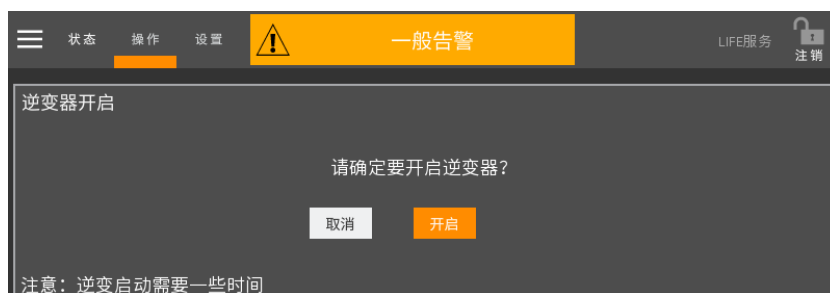 状态 操作 设置 一般告警 LIFE服务
注销
逆变器开启
请确定要开启逆变器？
取消 开启
注意：逆变启动需要一些时间